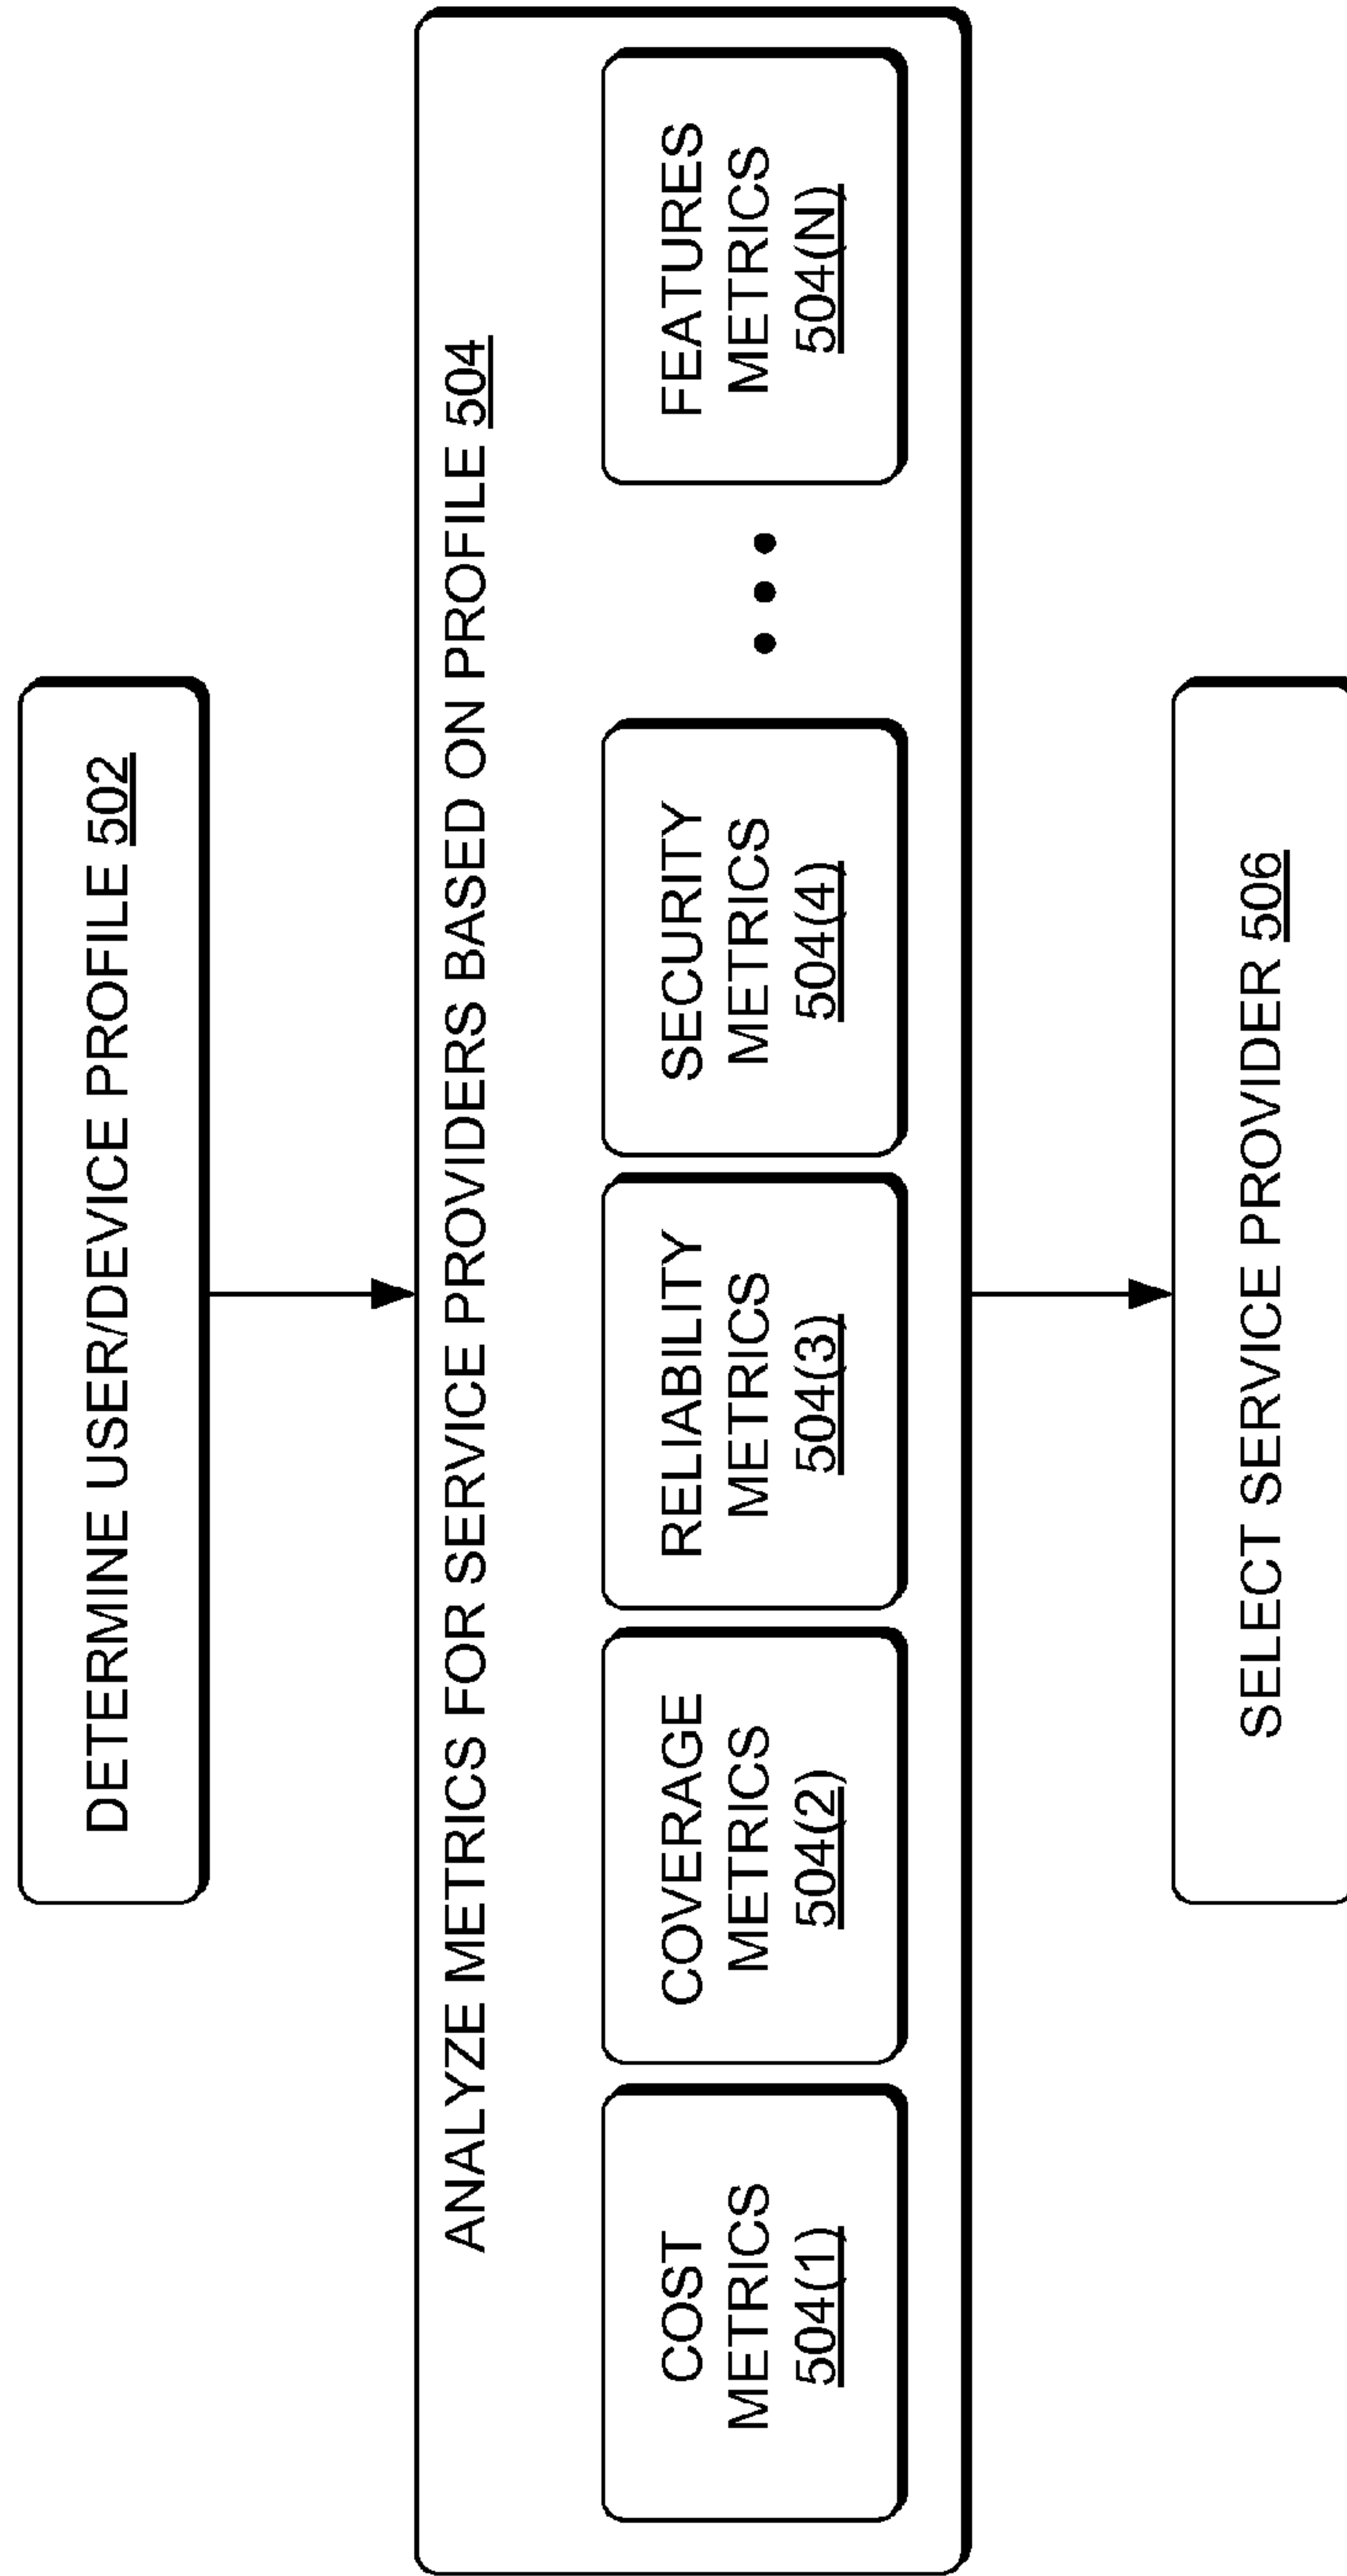 DETERMINE USER/DEVICE PROFILE 502
ANALYZE METRICS FOR SERVICE PROVIDERS BASED ON PROFILE 504
COST
METRICS
504(1)
COVERAGE
METRICS
504(2)
RELIABILITY
METRICS
504(3)
SECURITY
METRICS
504(4)
• • •
FEATURES
METRICS
504(N)
SELECT SERVICE PROVIDER 506